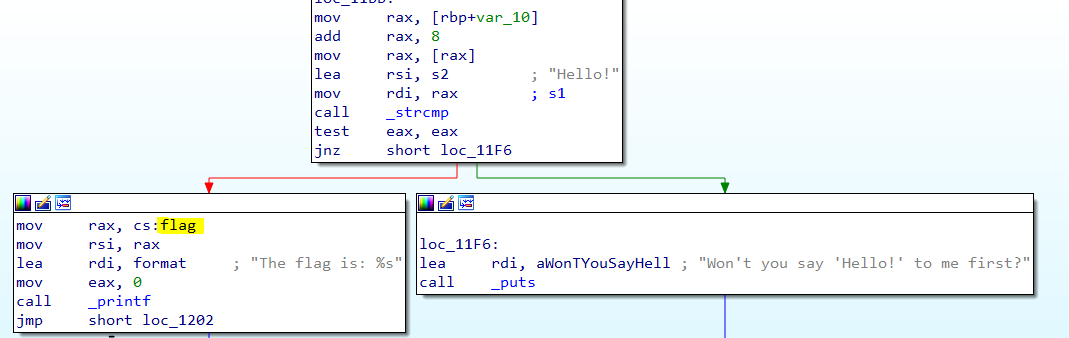 loc_11DD:
mov rax, [rbp+var_10]
add rax, 8
mov rax, [rax]
lea rsi, s2 ; "Hello!"
mov rdi, rax ; s1
call _strcmp
test eax, eax
jnz short loc_11F6
mov rax, cs:flag
mov rsi, rax
lea rdi, format ; "The flag is: %s"
mov eax, 0
call _printf
jmp short loc_1202
loc_11F6:
lea rdi, aWonTYouSayHell ; "Won't you say 'Hello!' to me first?"
call _puts